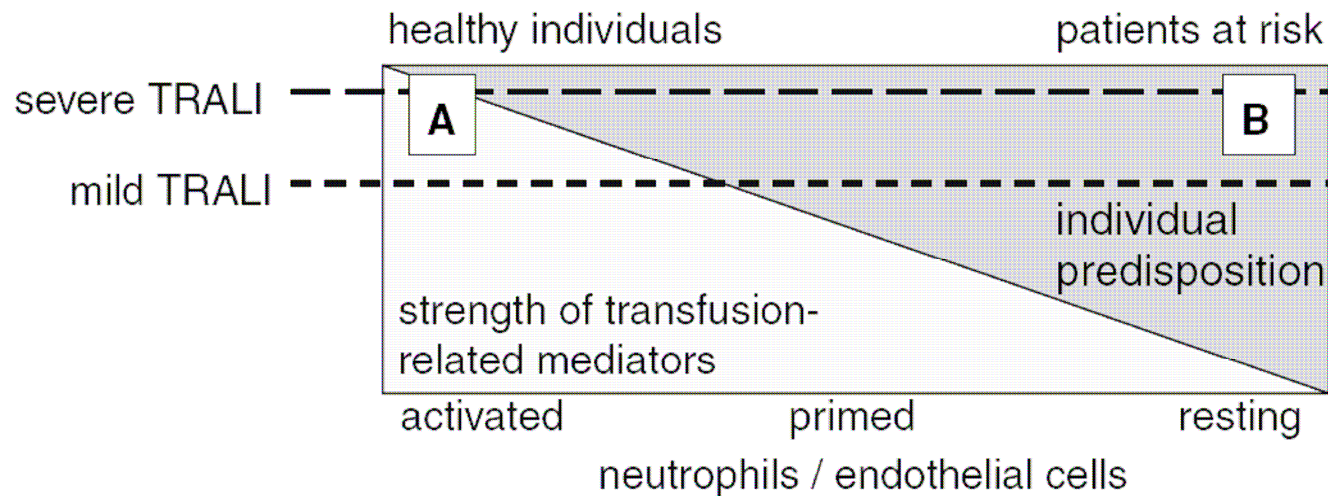 healthy individuals
patients at risk
severe TRALI
A
B
mild TRALI
individual
predisposition
strength of transfusion-
related mediators
activated
primed
resting
neutrophils / endothelial cells